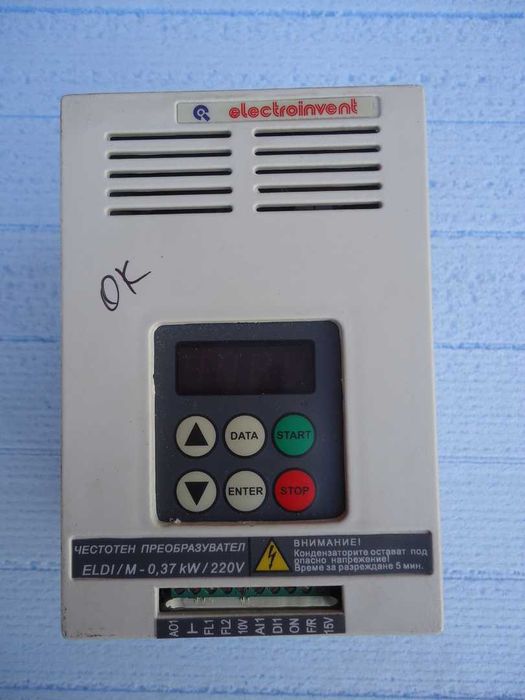 electroinvent
OK
DATA
START
ENTER
STOP
ЧЕСТОТЕН ПРЕОБРАЗУВАТЕЛ
ELDI/M - 0,37 kW / 220V
ВНИМАНИЕ!
Кондензаторите остават под
опасно напрежение!
Време за разреждане 5 мин.
AO1
⊥
FL1
FL2
10V
AI1
DI1
ON
F/R
15V